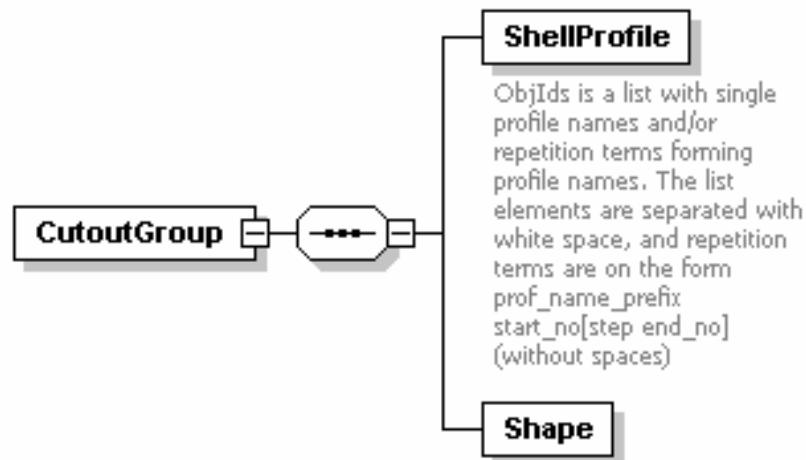 ShellProfile
ObjIds is a list with single
profile names and/or
repetition terms forming
profile names. The list
elements are separated with
white space, and repetition
terms are on the form
prof_name_prefix
start_no[step end_no]
(without spaces)
CutoutGroup
Shape